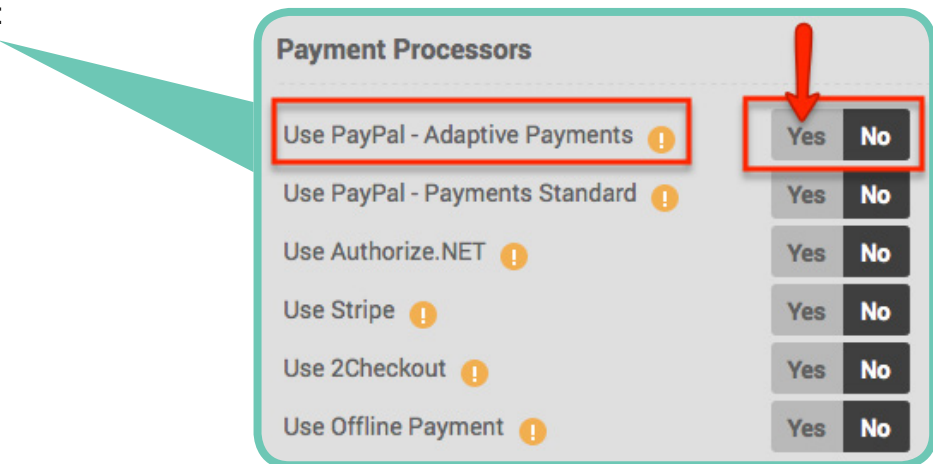 :
Payment Processors
Use PayPal - Adaptive Payments ! Yes No
Use PayPal - Payments Standard ! Yes No
Use Authorize.NET ! Yes No
Use Stripe ! Yes No
Use 2Checkout ! Yes No
Use Offline Payment ! Yes No